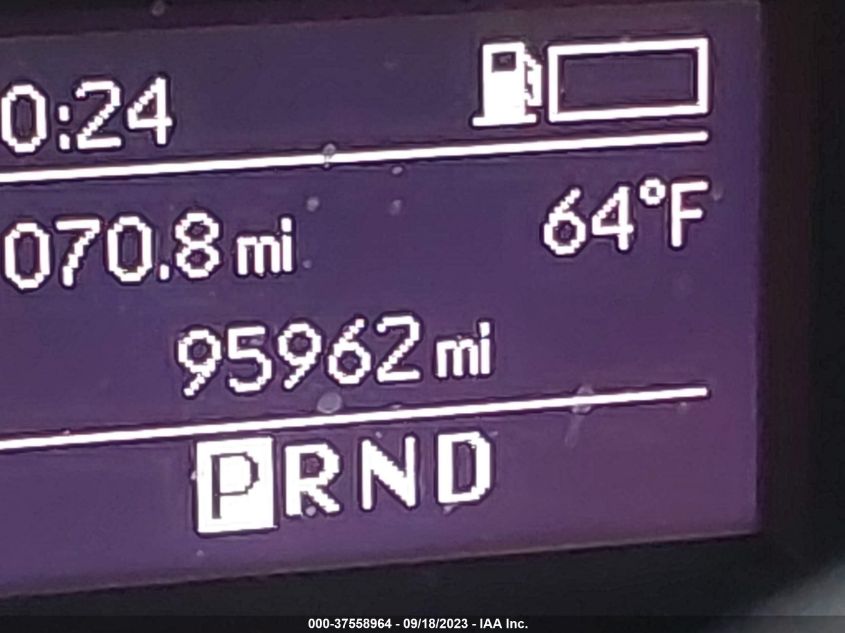 0:24
070.8 mi 64°F
95962 mi
PRND
000-37558964 - 09/18/2023 - IAA Inc.